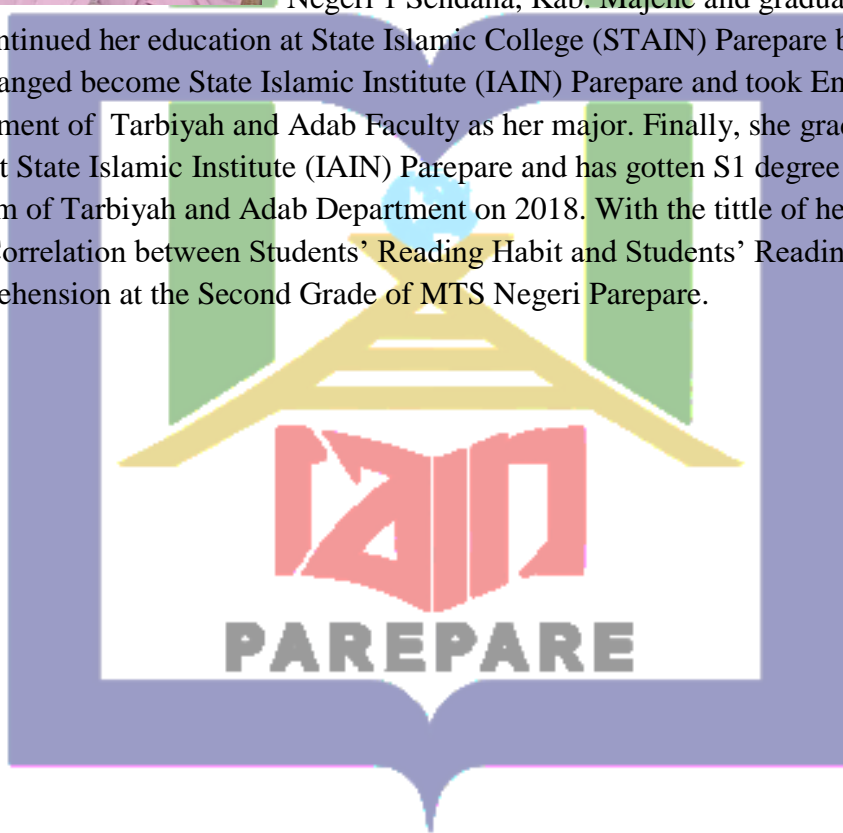 Negeri 1 Sendana, Kab. Majene and gradua
ntinued her education at State Islamic College (STAIN) Parepare b
anged become State Islamic Institute (IAIN) Parepare and took En
ment of Tarbiyah and Adab Faculty as her major. Finally, she grad
t State Islamic Institute (IAIN) Parepare and has gotten S1 degree
m of Tarbiyah and Adab Department on 2018. With the tittle of he
Correlation between Students’ Reading Habit and Students’ Readin
ehension at the Second Grade of MTS Negeri Parepare.
IAIN
PAREPARE